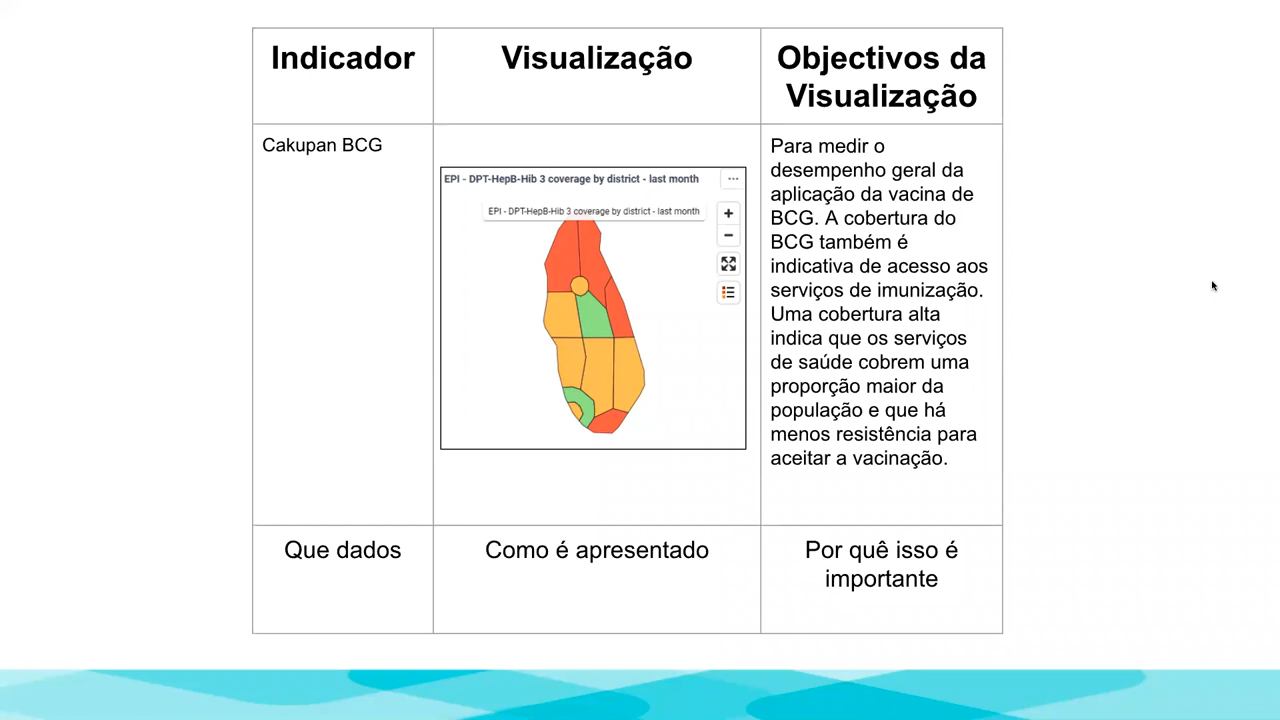 Indicador
Visualização
Objectivos da
Visualização
Cakupan BCG
EPI - DPT-HepB-Hib 3 coverage by district - last month
EPI - DPT-HepB-Hib 3 coverage by district - last month
Para medir o
desempenho geral da
aplicação da vacina de
BCG. A cobertura do
BCG também é
indicativa de acesso aos
serviços de imunização.
Uma cobertura alta
indica que os serviços
de saúde cobrem uma
proporção maior da
população e que há
menos resistência para
aceitar a vacinação.
Que dados
Como é apresentado
Por quê isso é
importante